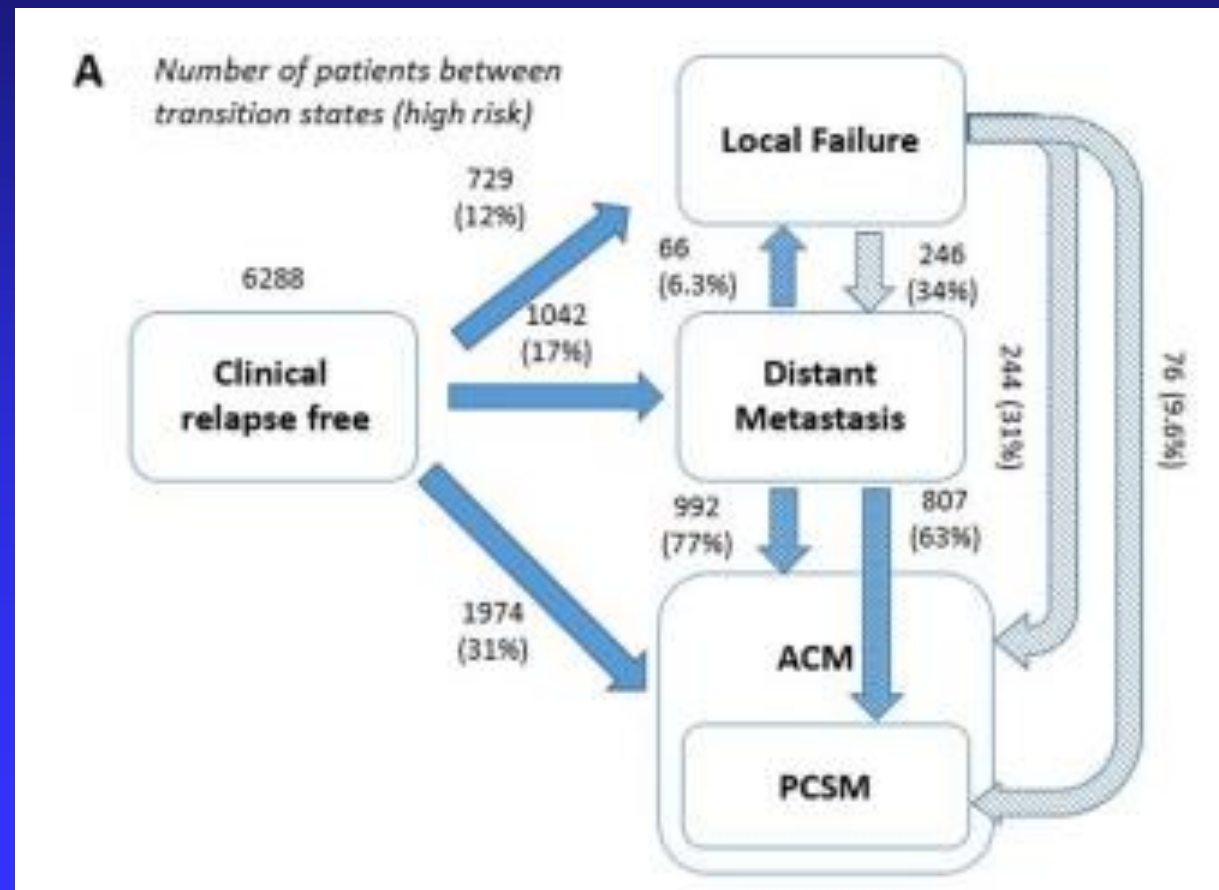 A
Number of patients between
transition states (high risk)
Local Failure
729
(12%)
66
(6.3%)
246
(34%)
6288
1042
(17%)
Clinical
relapse free
Distant
Metastasis
244 (31%)
76 (9.6%)
992
(77%)
807
(63%)
1974
(31%)
ACM
PCSM